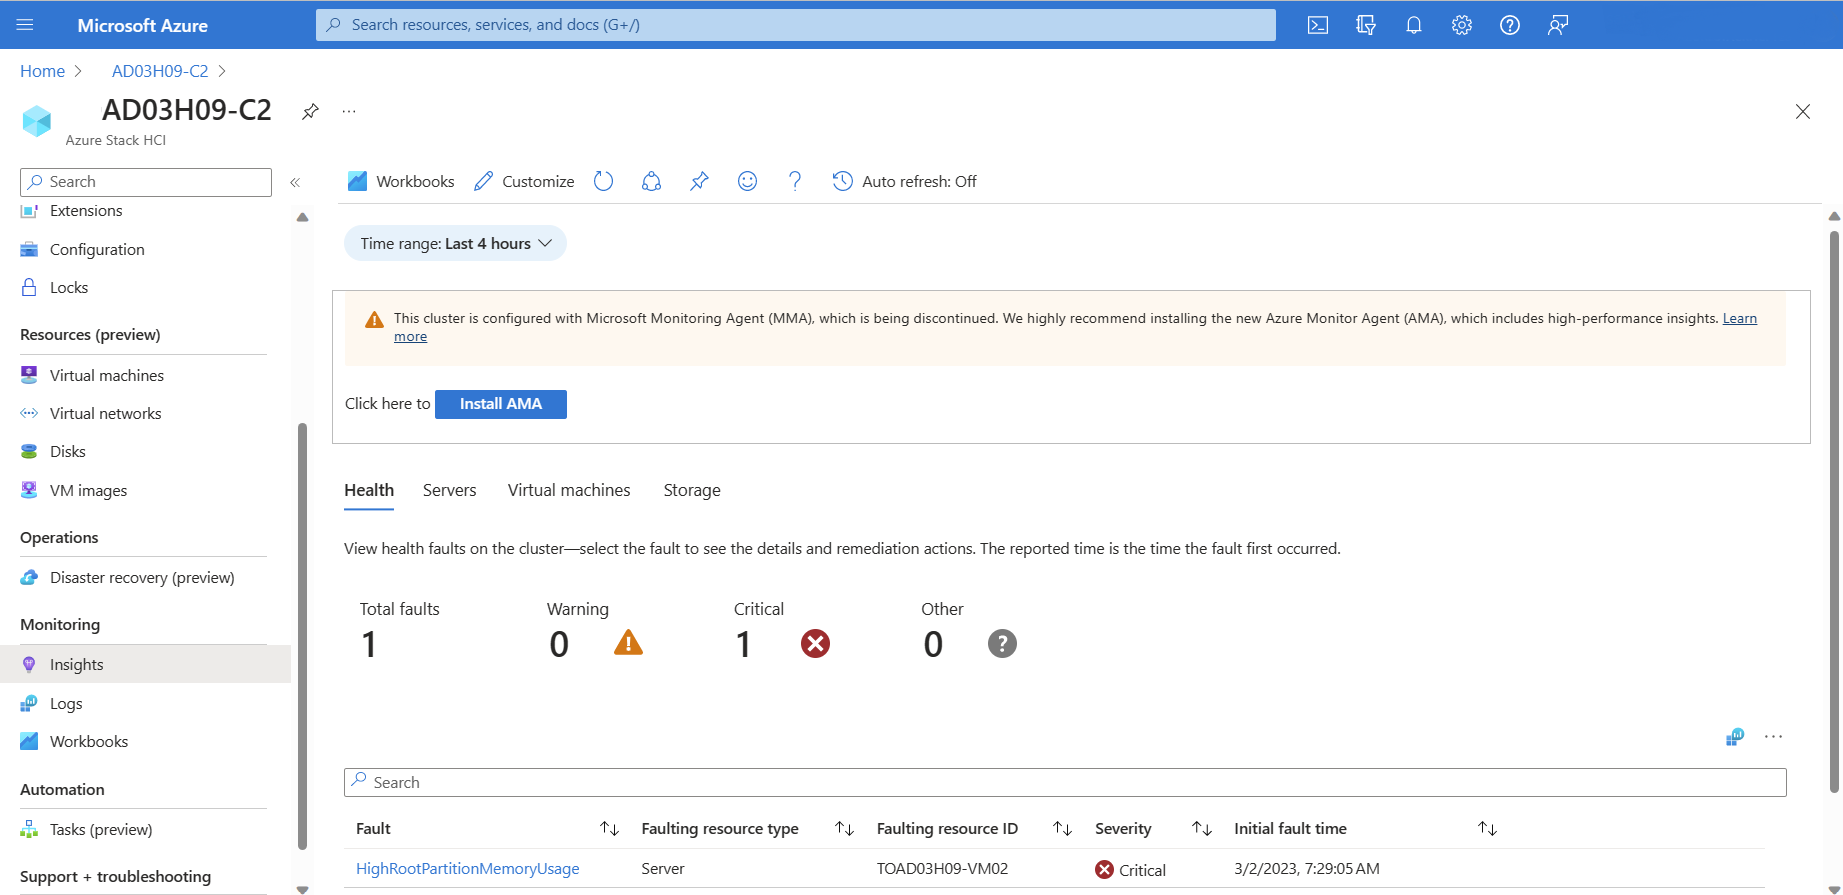 Microsoft Azure
Search resources, services, and docs (G+/)
Home
AD03H09-C2
AD03H09-C2
Azure Stack HCI
Search
Extensions
Configuration
Locks
Resources (preview)
Virtual machines
Virtual networks
Disks
VM images
Operations
Disaster recovery (preview)
Monitoring
Insights
Logs
Workbooks
Automation
Tasks (preview)
Support + troubleshooting
Workbooks Customize Auto refresh: Off
Time range: Last 4 hours
This cluster is configured with Microsoft Monitoring Agent (MMA), which is being discontinued. We highly recommend installing the new Azure Monitor Agent (AMA), which includes high-performance insights. Learn
more
Click here to Install AMA
Health Servers Virtual machines Storage
View health faults on the cluster—select the fault to see the details and remediation actions. The reported time is the time the fault first occurred.
Total faults Warning Critical Other
1 0 1 0
Search
Fault Faulting resource type Faulting resource ID Severity Initial fault time
HighRootPartitionMemoryUsage Server TOAD03H09-VM02 Critical 3/2/2023, 7:29:05 AM